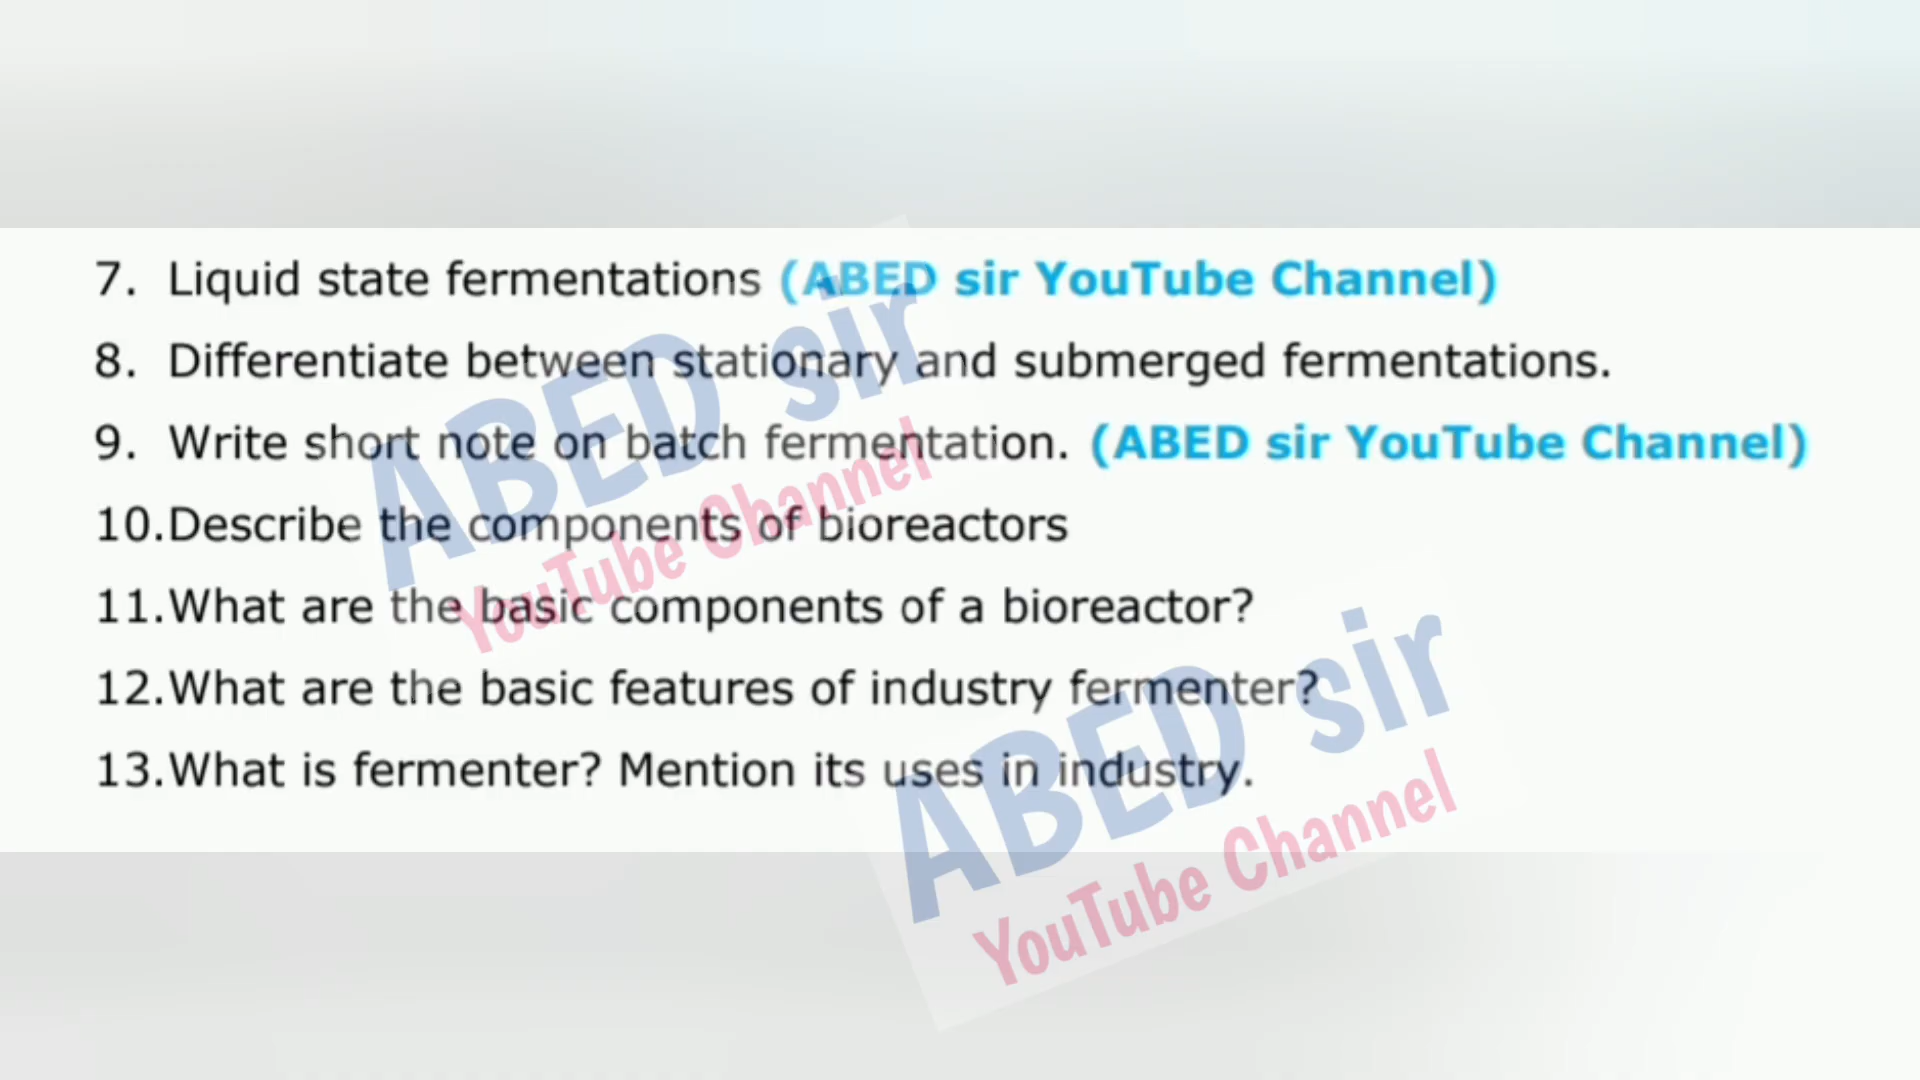 7. Liquid state fermentations (ABED sir YouTube Channel)
8. Differentiate between stationary and submerged fermentations.
9. Write short note on batch fermentation. (ABED sir YouTube Channel)
10.Describe the components of bioreactors
11.What are the basic components of a bioreactor?
12.What are the basic features of industry fermenter?
13.What is fermenter? Mention its uses in industry.
ABED sir
YouTube Channel
ABED sir
YouTube Channel